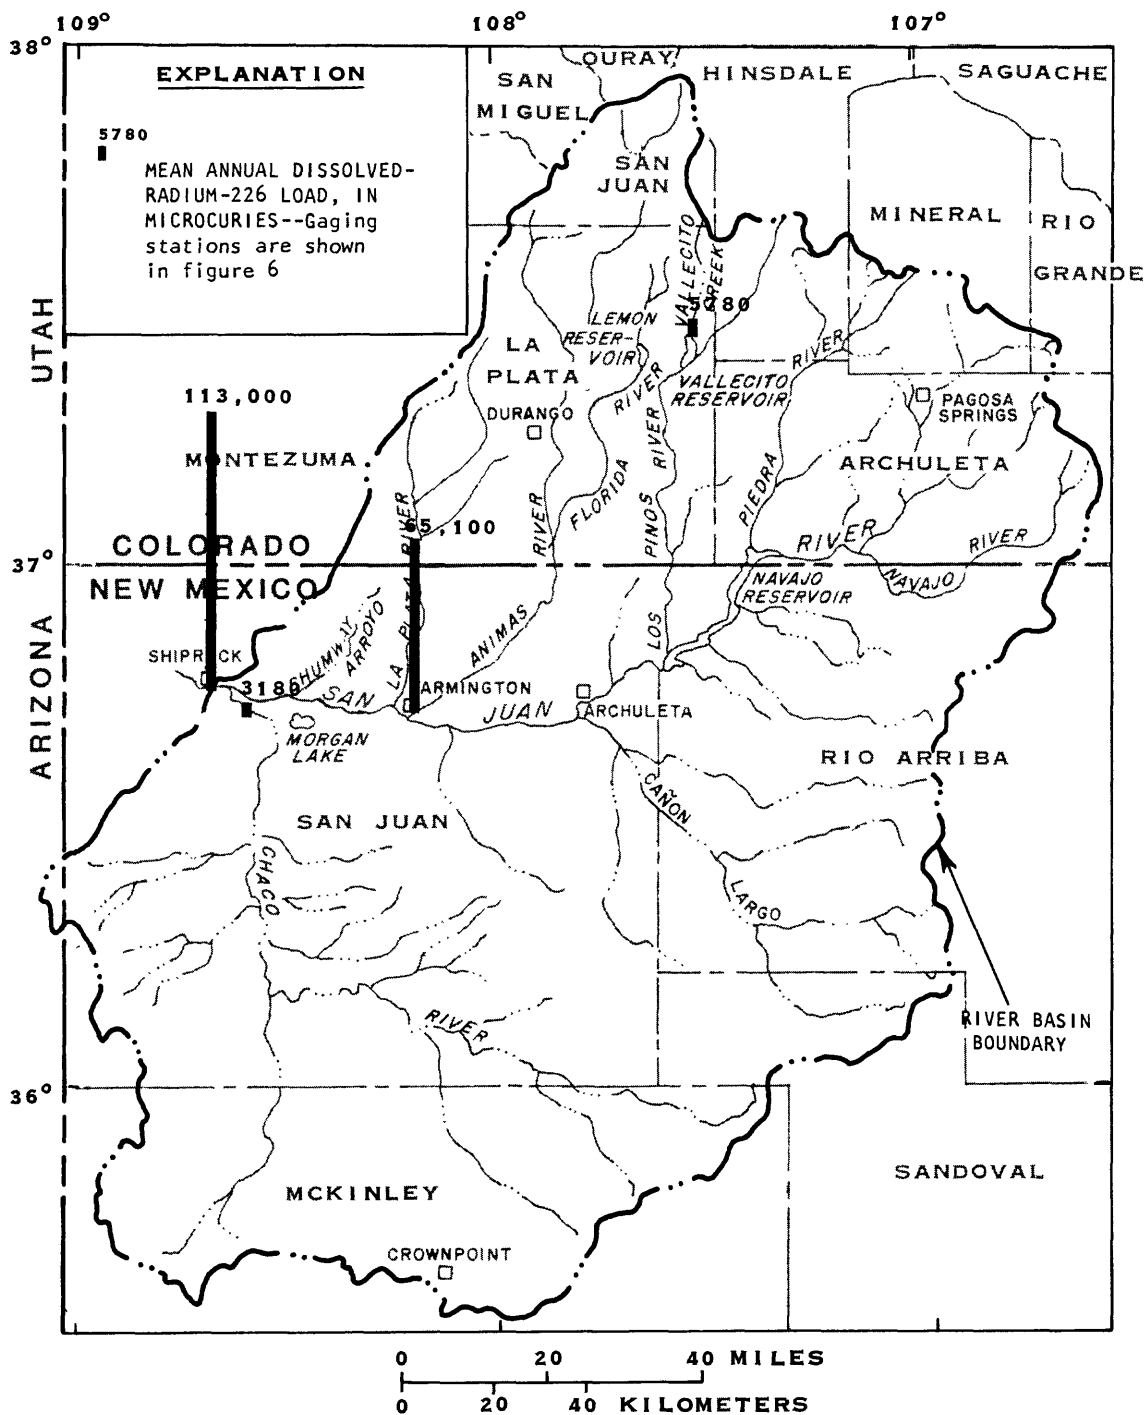 109° 108° 107°
38°
EXPLANATION
5780
MEAN ANNUAL DISSOLVED-
RADIUM-226 LOAD, IN
MICROCURIES--Gaging
stations are shown
in figure 6
OURAY
SAN
MIGUEL
HINSDALE
SAGUACHE
SAN
JUAN
MINERAL
RIO
GRANDE
VALLECITO
CREEK
5780
UTAH
LEMON
RESER-
VOIR
LA
PLATA
RIVER
RIVER
VALLECITO
RESERVOIR
DURANGO
PAGOSA
SPRINGS
113,000
MONTEZUMA
ARCHULETA
RIVER
FLORIDA
PIEDRA
RIVER
65,100
RIVER
PINOS
RIVER
RIVER
COLORADO
37°
NEW MEXICO
NAVAJO
RESERVOIR
NAVAJO
ARIZONA
SHUMWAY
ARROYO
LA PLATA
ANIMAS
LOS
SHIPROCK
3180
SAN
ARMINGTON
JUAN
ARCHULETA
MORGAN
LAKE
RIO ARRIBA
CAÑON
SAN JUAN
CHACO
LARGO
RIVER
RIVER BASIN
BOUNDARY
36°
SANDOVAL
MCKINLEY
CROWNPOINT
0 20 40 MILES
0 20 40 KILOMETERS